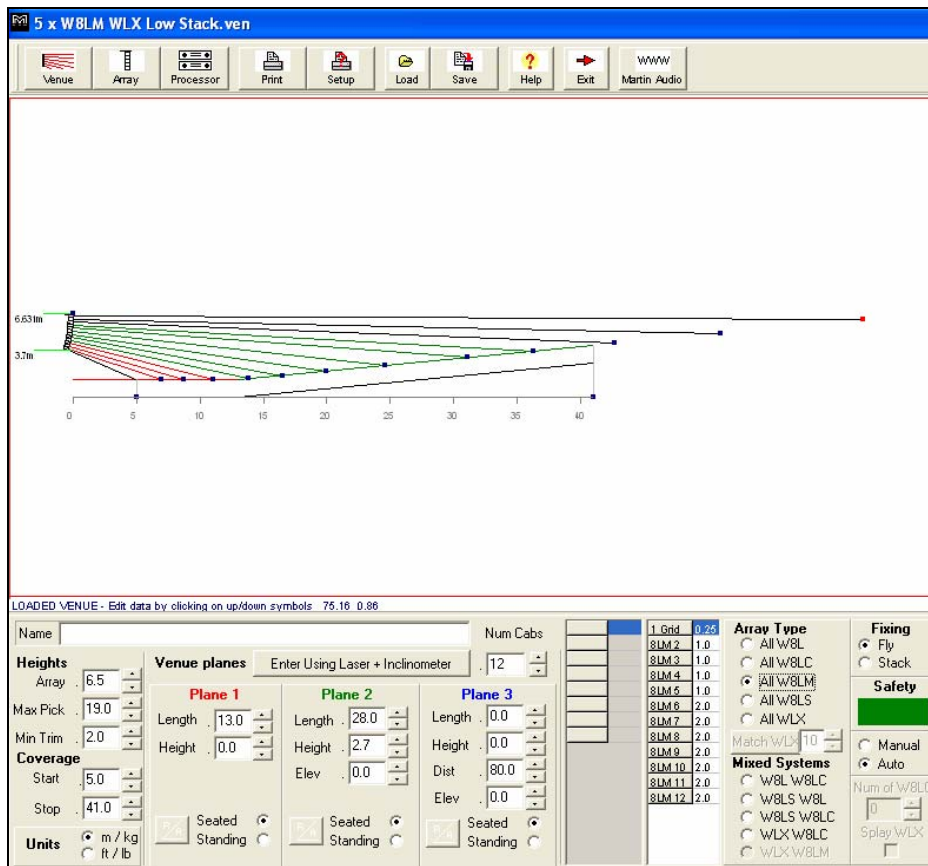 5 x W8LM WLX Low Stack.ven
Venue Array Processor Print Setup Load Save Help Exit WWW Martin Audio
6.631m
3.7m
0 5 10 15 20 25 30 35 40
LOADED VENUE - Edit data by clicking on up/down symbols 75.16 0.86
Name
Num Cabs
. 12
Heights
Array . 6.5
Max Pick . 19.0
Min Trim . 2.0
Coverage
Start . 5.0
Stop . 41.0
Units
m / kg
ft / lb
Venue planes
Enter Using Laser + Inclinometer
Plane 1
Length . 13.0
Height . 0.0
Seated
Standing
Plane 2
Length . 28.0
Height . 2.7
Elev . 0.0
Seated
Standing
Plane 3
Length . 0.0
Height . 0.0
Dist . 80.0
Elev . 0.0
Seated
Standing
1 Grid 0.25
8LM 2 1.0
8LM 3 1.0
8LM 4 1.0
8LM 5 1.0
8LM 6 2.0
8LM 7 2.0
8LM 8 2.0
8LM 9 2.0
8LM 10 2.0
8LM 11 2.0
8LM 12 2.0
Array Type
All W8L
All W8LC
All W8LM
All W8LS
All WLX
Match WLX 10
Mixed Systems
W8L W8LC
W8LS W8L
W8LS W8LC
WLX W8LC
WLX W8LM
Fixing
Fly
Stack
Safety
Manual
Auto
Num of W8LC
0
Splay WLX